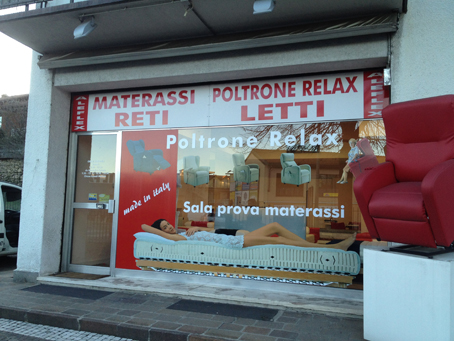 MATERASSI
RETI
POLTRONE RELAX
LETTI
Poltrone Relax
made in italy
Sala prova materassi